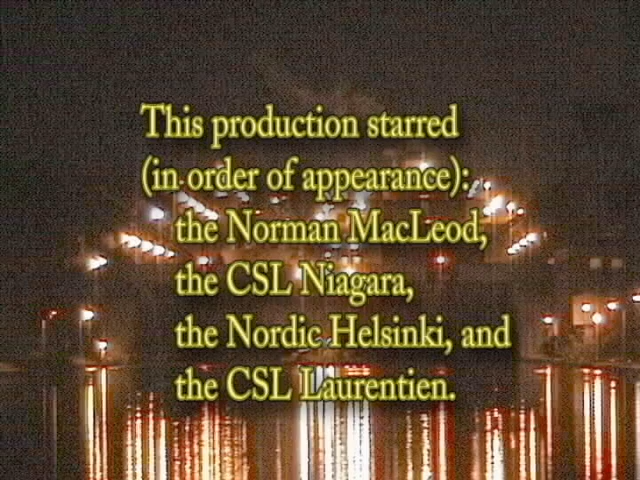 This production starred
(in order of appearance):
the Norman MacLeod,
the CSL Niagara,
the Nordic Helsinki, and
the CSL Laurentien.